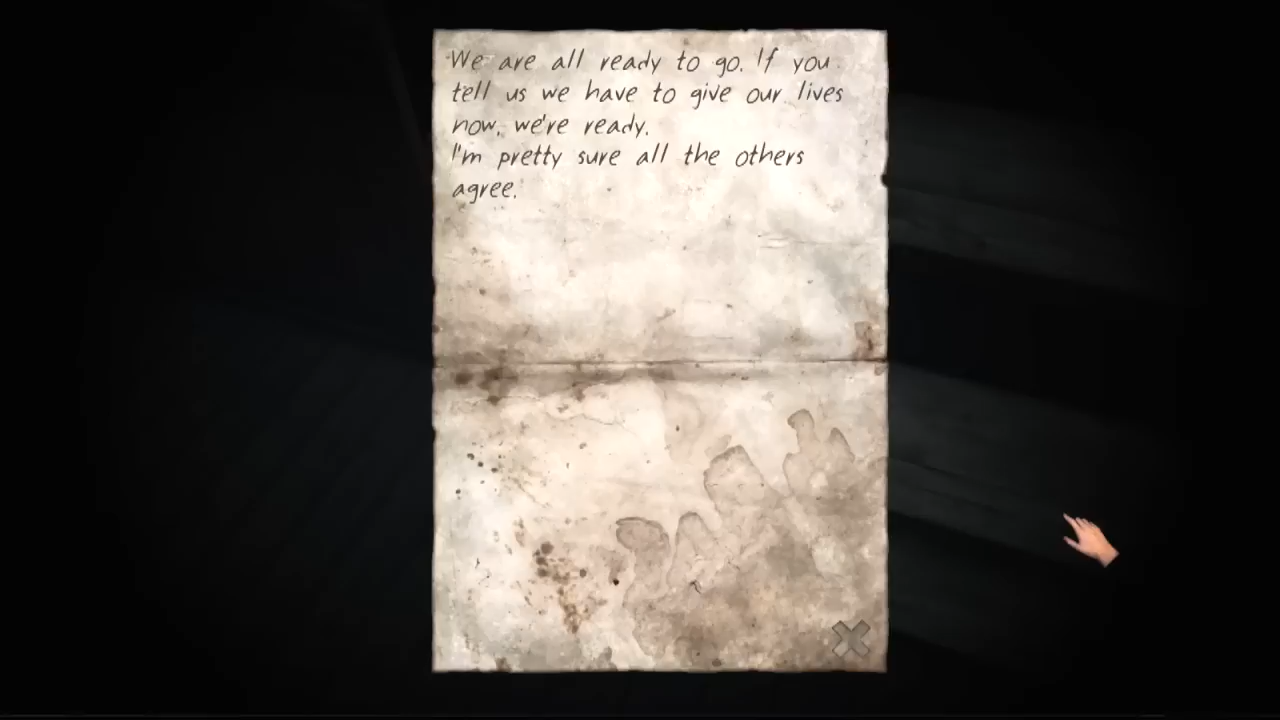 We are all ready to go. If you
tell us we have to give our lives
now, we're ready.
I'm pretty sure all the others
agree.